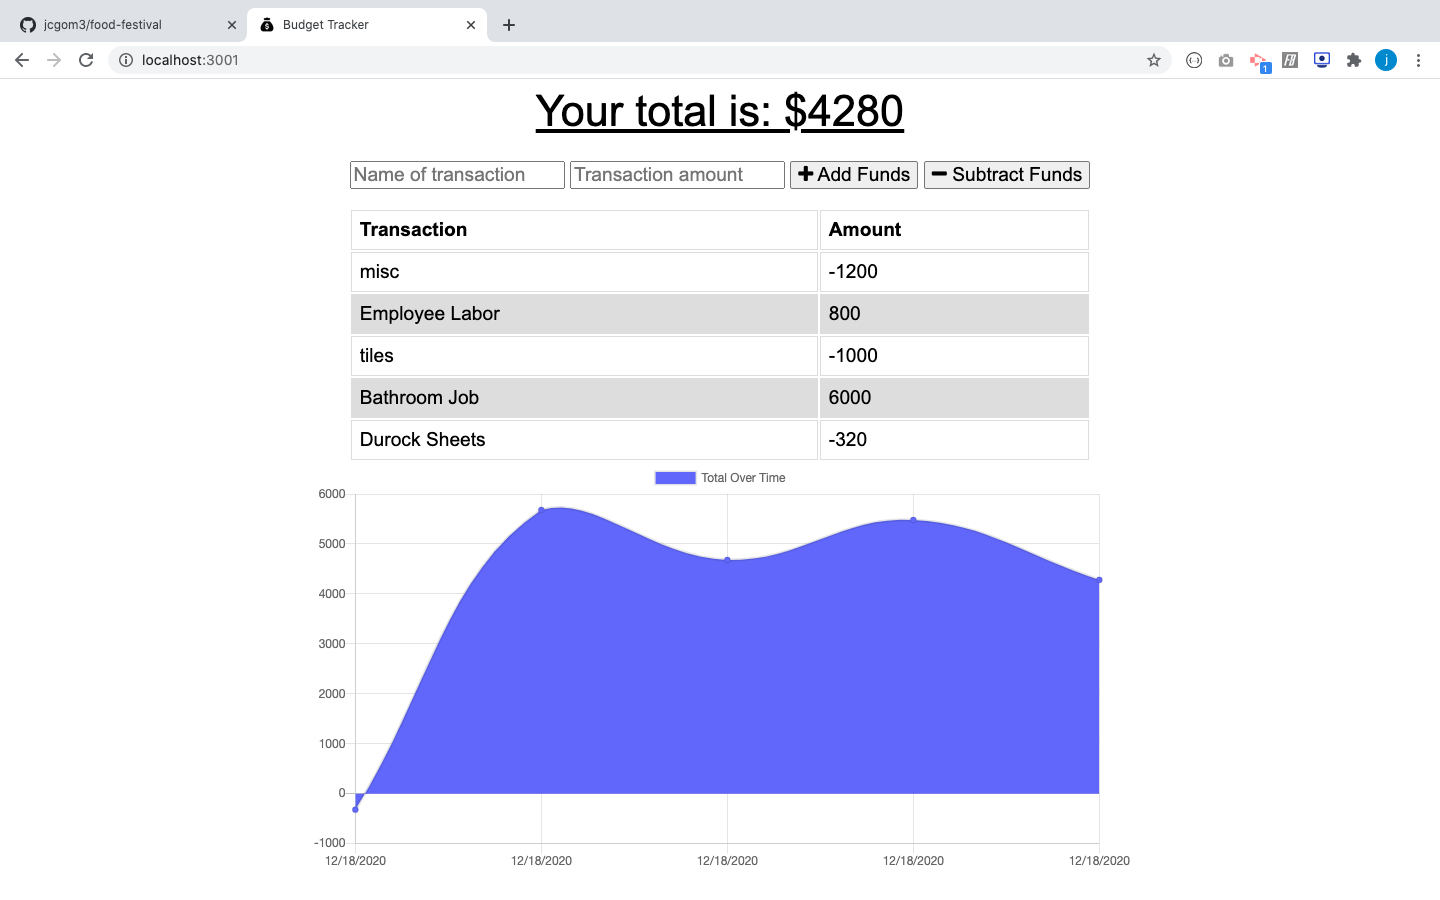 jcgom3/food-festival
Budget Tracker
localhost:3001
1
j
Your total is: $4280
Name of transaction Transaction amount Add Funds Subtract Funds
Transaction Amount
misc -1200
Employee Labor 800
tiles -1000
Bathroom Job 6000
Durock Sheets -320
Total Over Time
6000
5000
4000
3000
2000
1000
0
-1000
12/18/2020 12/18/2020 12/18/2020 12/18/2020 12/18/2020